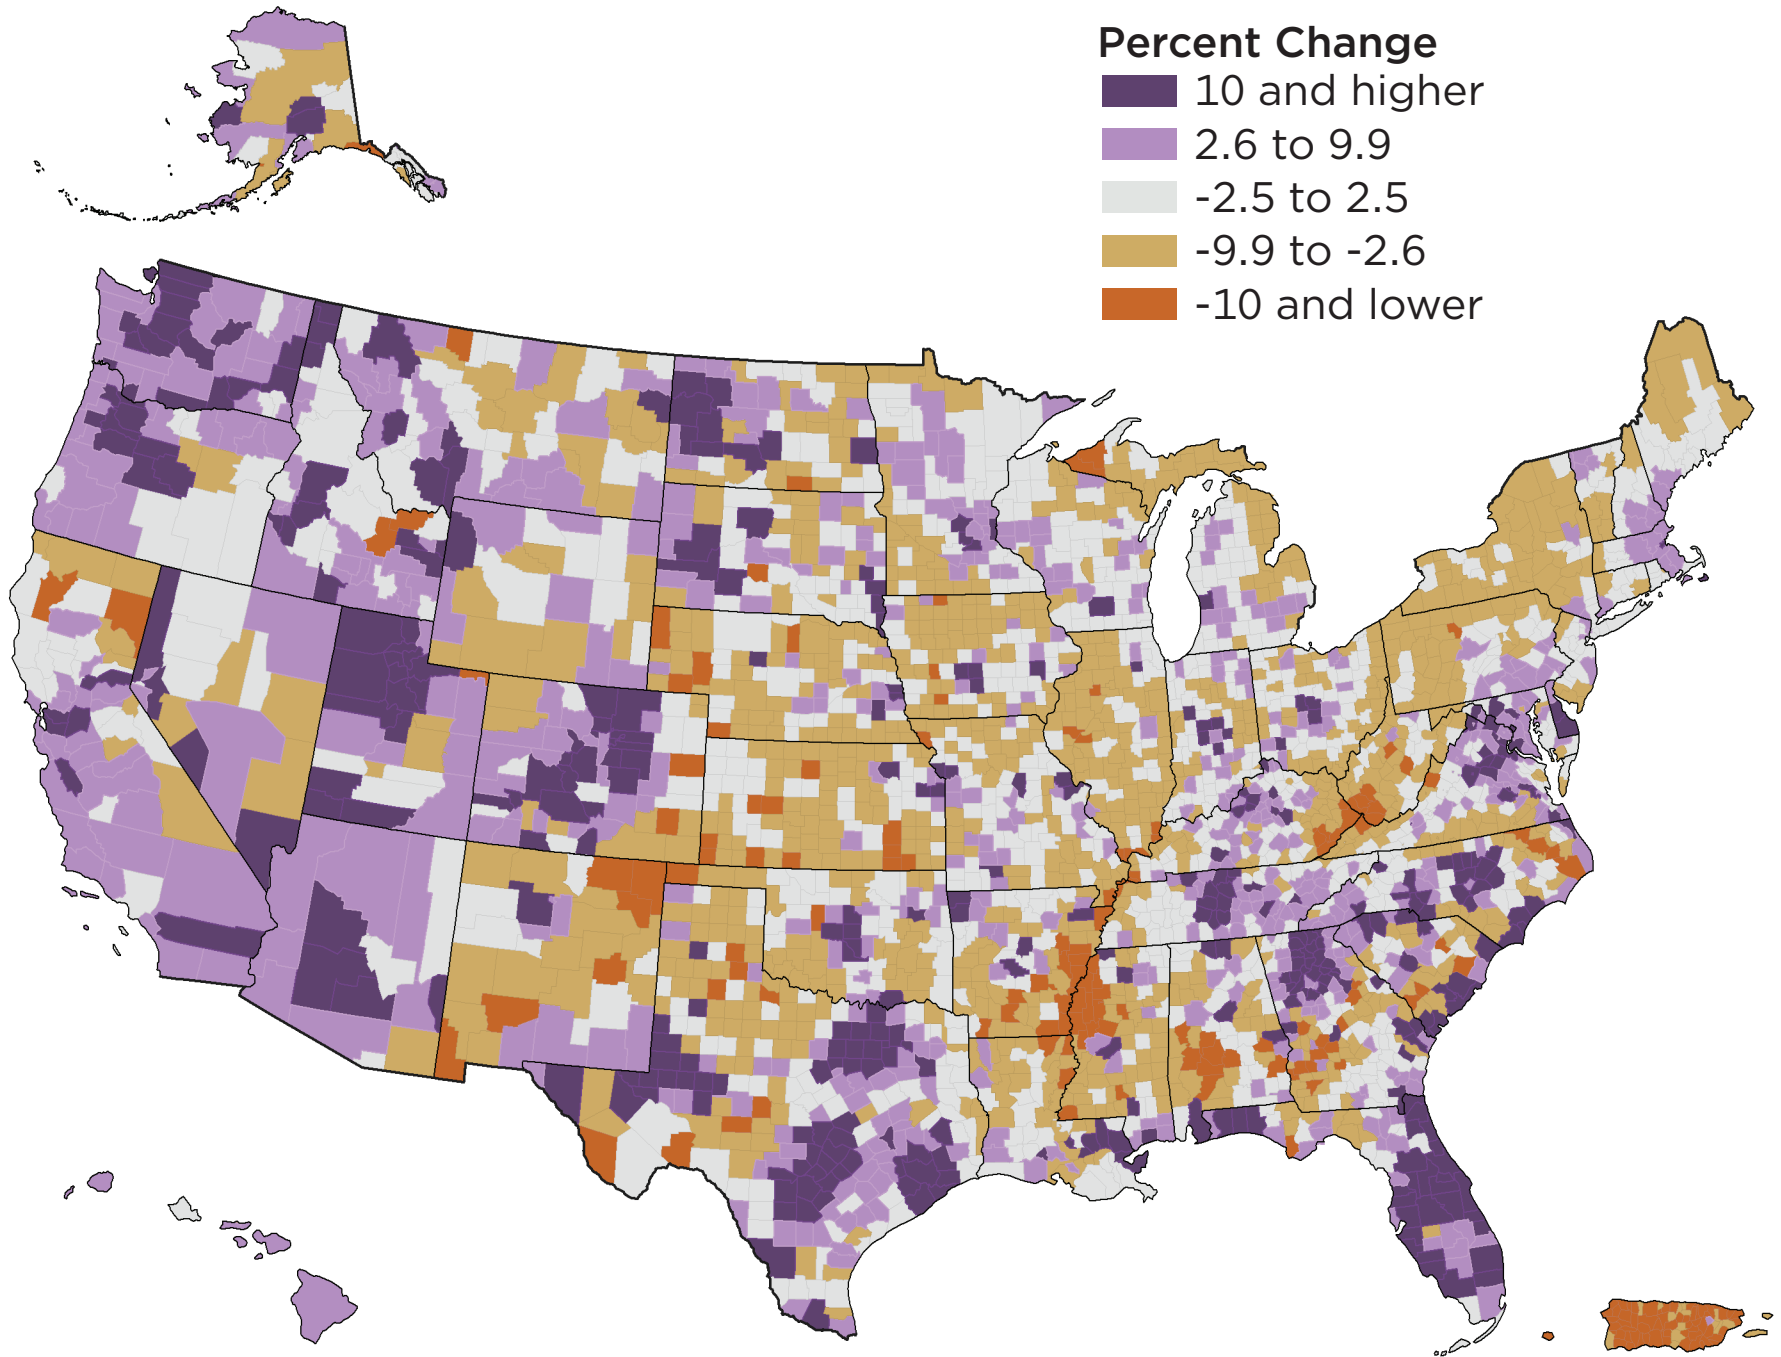 Percent Change
10 and higher
2.6 to 9.9
-2.5 to 2.5
-9.9 to -2.6
-10 and lower